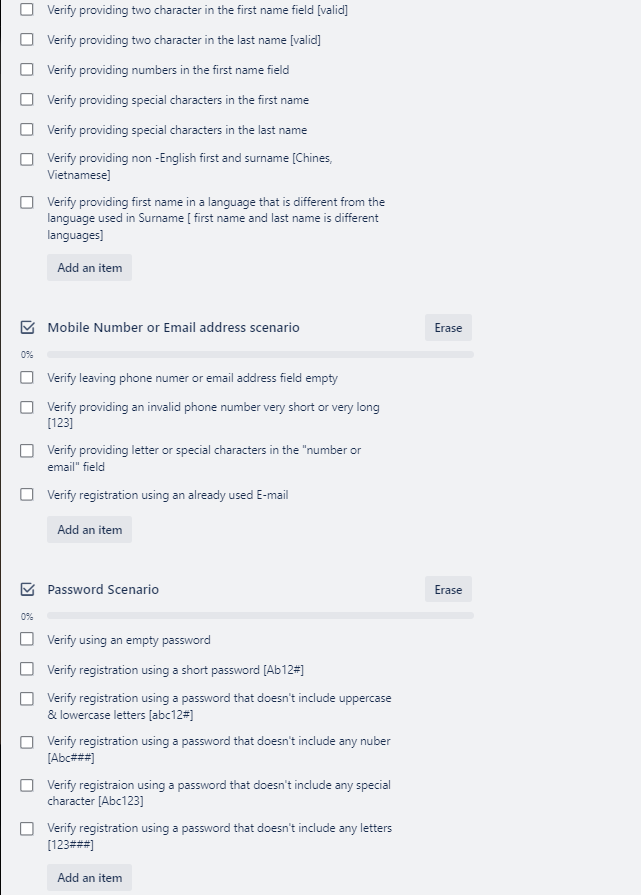 Verify providing two character in the first name field [valid]
Verify providing two character in the last name [valid]
Verify providing numbers in the first name field
Verify providing special characters in the first name
Verify providing special characters in the last name
Verify providing non -English first and surname [Chines,
Vietnamese]
Verify providing first name in a language that is different from the
language used in Surname [ first name and last name is different
languages]
Add an item
Mobile Number or Email address scenario
Erase
0%
Verify leaving phone numer or email address field empty
Verify providing an invalid phone number very short or very long
[123]
Verify providing letter or special characters in the "number or
email" field
Verify registration using an already used E-mail
Add an item
Password Scenario
Erase
0%
Verify using an empty password
Verify registration using a short password [Ab12#]
Verify registration using a password that doesn't include uppercase
& lowercase letters [abc12#]
Verify registration using a password that doesn't include any nuber
[Abc###]
Verify registraion using a password that doesn't include any special
character [Abc123]
Verify registration using a password that doesn't include any letters
[123###]
Add an item